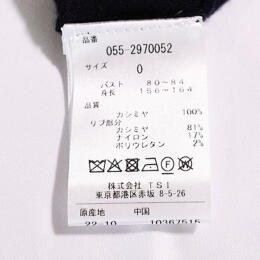 品番
055-2970052
サイズ
0
バスト 80~84
身長 156~164
品質
カシミヤ 100%
リブ部分
カシミヤ 81%
ナイロン 17%
ポリウレタン 2%
株式会社 TSI
東京都港区赤坂 8-5-26
原産地 中国
22-10 10367515